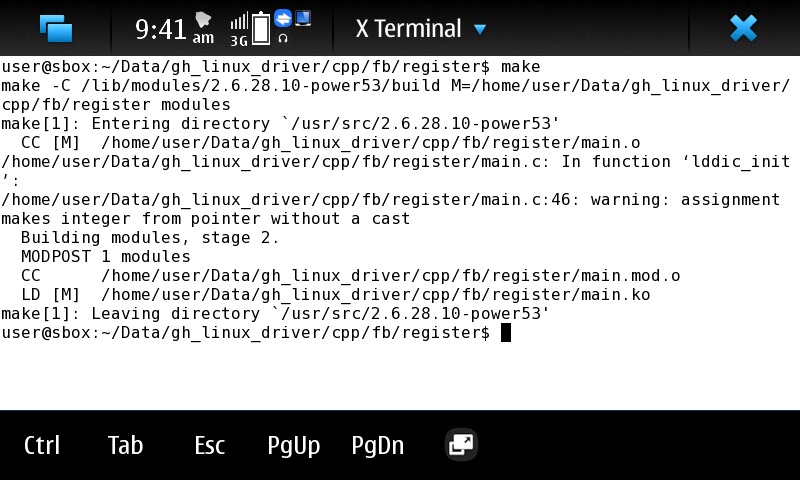 9:41 am
3G
X Terminal
user@sbox:~/Data/gh_linux_driver/cpp/fb/register$ make
make -C /lib/modules/2.6.28.10-power53/build M=/home/user/Data/gh_linux_driver/
cpp/fb/register modules
make[1]: Entering directory `/usr/src/2.6.28.10-power53'
  CC [M]  /home/user/Data/gh_linux_driver/cpp/fb/register/main.o
/home/user/Data/gh_linux_driver/cpp/fb/register/main.c: In function ‘lddic_init
’:
/home/user/Data/gh_linux_driver/cpp/fb/register/main.c:46: warning: assignment
makes integer from pointer without a cast
  Building modules, stage 2.
  MODPOST 1 modules
  CC      /home/user/Data/gh_linux_driver/cpp/fb/register/main.mod.o
  LD [M]  /home/user/Data/gh_linux_driver/cpp/fb/register/main.ko
make[1]: Leaving directory `/usr/src/2.6.28.10-power53'
user@sbox:~/Data/gh_linux_driver/cpp/fb/register$
Ctrl Tab Esc PgUp PgDn